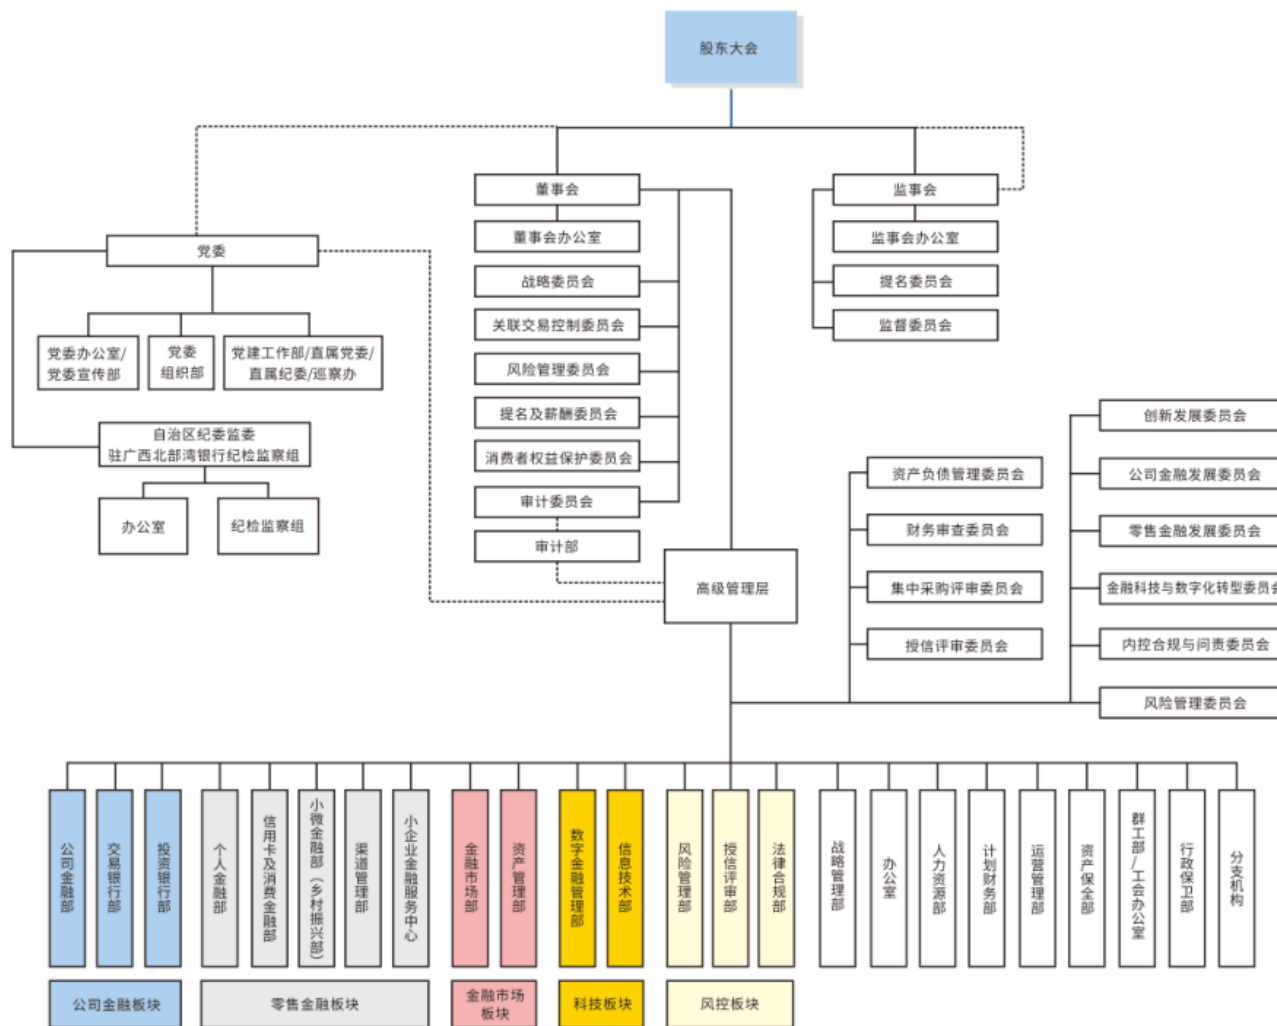 股东大会
董事会
监事会
董事会办公室
监事会办公室
党委
战略委员会
提名委员会
关联交易控制委员会
监督委员会
党委办公室/
党委宣传部
党委
组织部
党建工作部/直属党委/
直属纪委/巡察办
风险管理委员会
提名及薪酬委员会
创新发展委员会
自治区纪委监委
驻广西北部湾银行纪检监察组
消费者权益保护委员会
资产负债管理委员会
公司金融发展委员会
审计委员会
办公室
纪检监察组
财务审查委员会
零售金融发展委员会
审计部
高级管理层
集中采购评审委员会
金融科技与数字化转型委员会
授信评审委员会
内控合规与问责委员会
风险管理委员会
公司金融部
交易银行部
投资银行部
个人金融部
信用卡及消费金融部
小微金融部（乡村振兴部）
渠道管理部
小企业金融服务中心
金融市场部
资产管理部
数字金融管理部
信息技术部
风险管理部
授信评审部
法律合规部
战略管理部
办公室
人力资源部
计划财务部
运营管理部
资产保全部
群工部/工会办公室
行政保卫部
分支机构
公司金融板块
零售金融板块
金融市场
板块
科技板块
风控板块